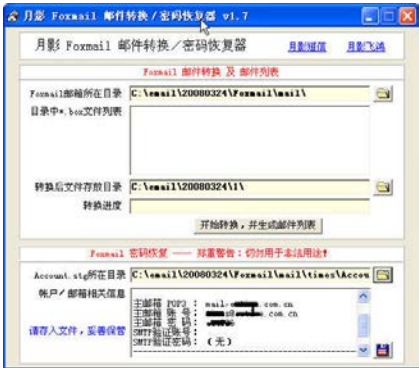 月影 Foxmail 邮件转换/密码恢复器 v1.7
月影 Foxmail 邮件转换/密码恢复器 月影短信 月影飞鸿
Foxmail 邮件转换 及 邮件列表
Foxmail邮箱所在目录 C:\email\20080324\Foxmail\mail\
目录中*.box文件列表
转换后文件存放目录 C:\email\20080324\1\
转换进度
开始转换，并生成邮件列表
Foxmail 密码恢复 —— 郑重警告：切勿用于非法用途!
Account.stg所在目录 C:\email\20080324\Foxmail\mail\times\Accou
帐户/邮箱相关信息
主邮箱 POP3 : mail. .com.cn
主邮箱 账 号: .com.cn
主邮箱 密 码:
请存入文件，妥善保管
SMTP验证账号:
SMTP验证密码: (无)